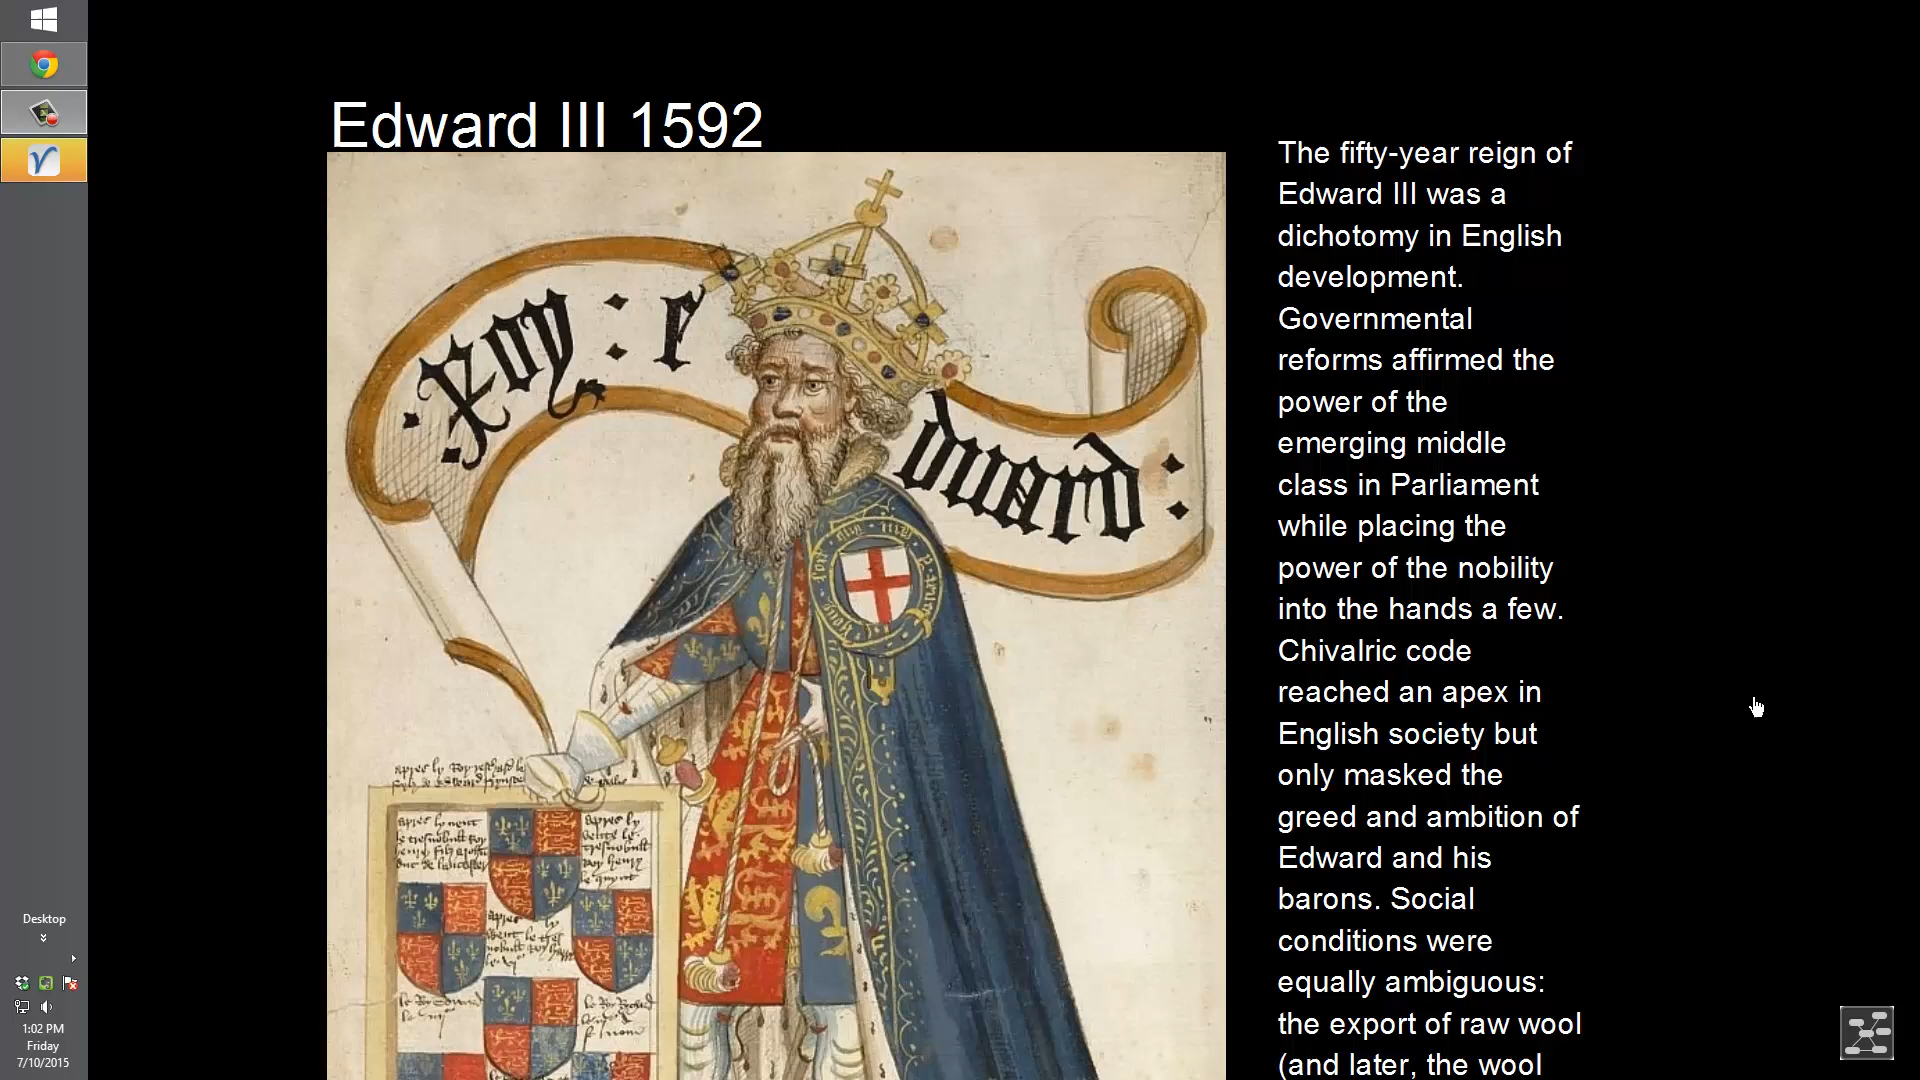 Edward III 1592
Roy : e
duard :
The fifty-year reign of
Edward III was a
dichotomy in English
development.
Governmental
reforms affirmed the
power of the
emerging middle
class in Parliament
while placing the
power of the nobility
into the hands a few.
Chivalric code
reached an apex in
English society but
only masked the
greed and ambition of
Edward and his
barons. Social
conditions were
equally ambiguous:
the export of raw wool
(and later, the wool
Desktop
1:02 PM
Friday
7/10/2015